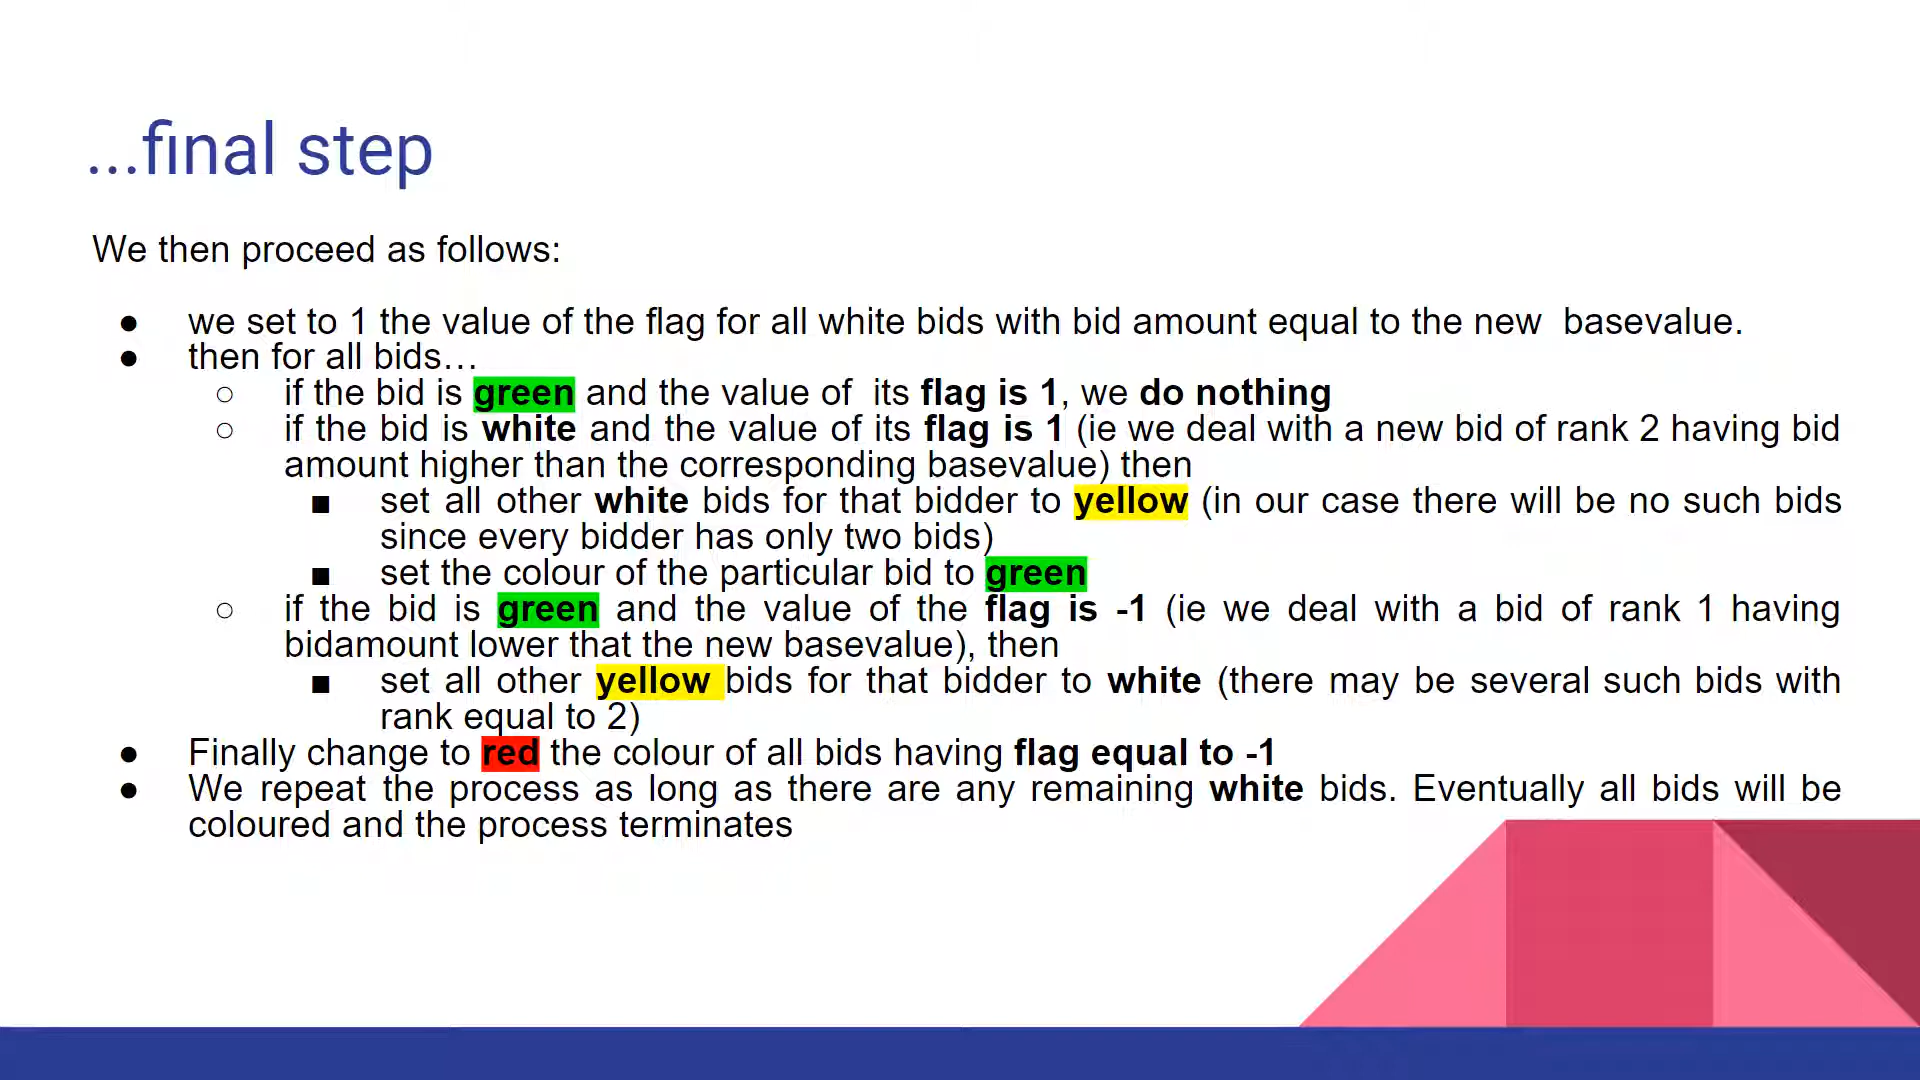 ...final step
We then proceed as follows:
● we set to 1 the value of the flag for all white bids with bid amount equal to the new basevalue.
● then for all bids…
○ if the bid is green and the value of its flag is 1, we do nothing
○ if the bid is white and the value of its flag is 1 (ie we deal with a new bid of rank 2 having bid
amount higher than the corresponding basevalue) then
■ set all other white bids for that bidder to yellow (in our case there will be no such bids
since every bidder has only two bids)
■ set the colour of the particular bid to green
○ if the bid is green and the value of the flag is -1 (ie we deal with a bid of rank 1 having
bidamount lower that the new basevalue), then
■ set all other yellow bids for that bidder to white (there may be several such bids with
rank equal to 2)
● Finally change to red the colour of all bids having flag equal to -1
● We repeat the process as long as there are any remaining white bids. Eventually all bids will be
coloured and the process terminates